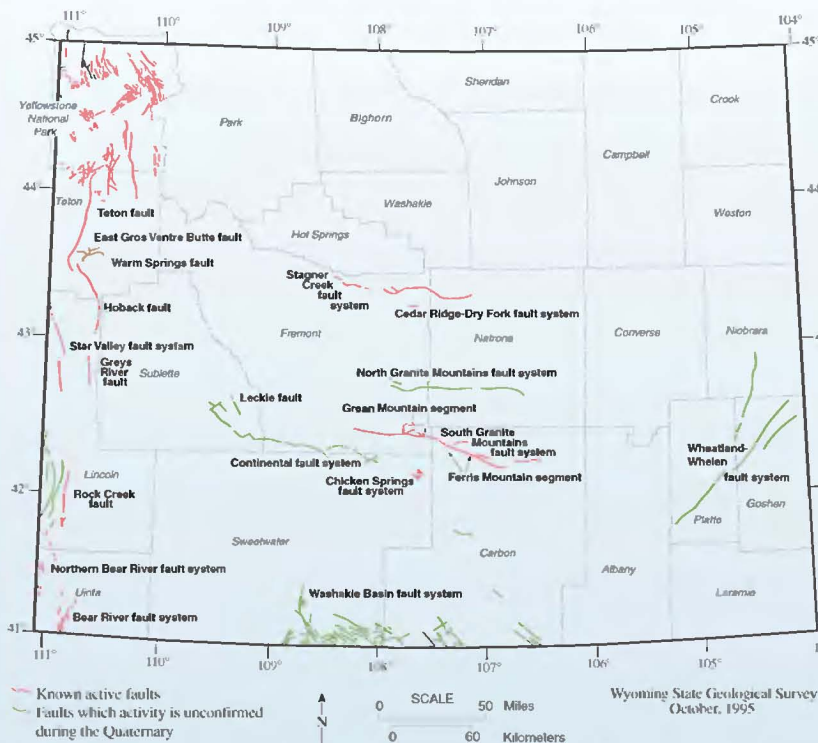 111° 110° 109° 108° 107° 106° 105° 104°
45° 45°
Sheridan
Crook
Yellowstone
National
Park
Park
Bighorn
Campbell
Johnson
44° 44°
Teton
Washakie
Weston
Teton fault
Hot Springs
East Gros Ventre Butte fault
Warm Springs fault
Stagner
Creek
fault
system
Hoback fault
Cedar Ridge-Dry Fork fault system
43° 43°
Fremont
Natrona
Converse
Niobrara
Star Valley fault system
Greys
River
fault
Sublette
North Granite Mountains fault system
Leckie fault
Green Mountain segment
South Granite
Mountains
fault system
Wheatland-
Whelen
fault system
Continental fault system
Lincoln
Chicken Springs
fault system
Ferris Mountain segment
42° 42°
Rock Creek
fault
Goshen
Platte
Sweetwater
Carbon
Northern Bear River fault system
Albany
Uinta
Washakie Basin fault system
Laramie
Bear River fault system
41° 41°
111° 110° 109° 108° 107° 106° 105°
Known active faults
Faults which activity is unconfirmed
during the Quaternary
N
SCALE
0 50 Miles
0 60 Kilometers
Wyoming State Geological Survey
October, 1995